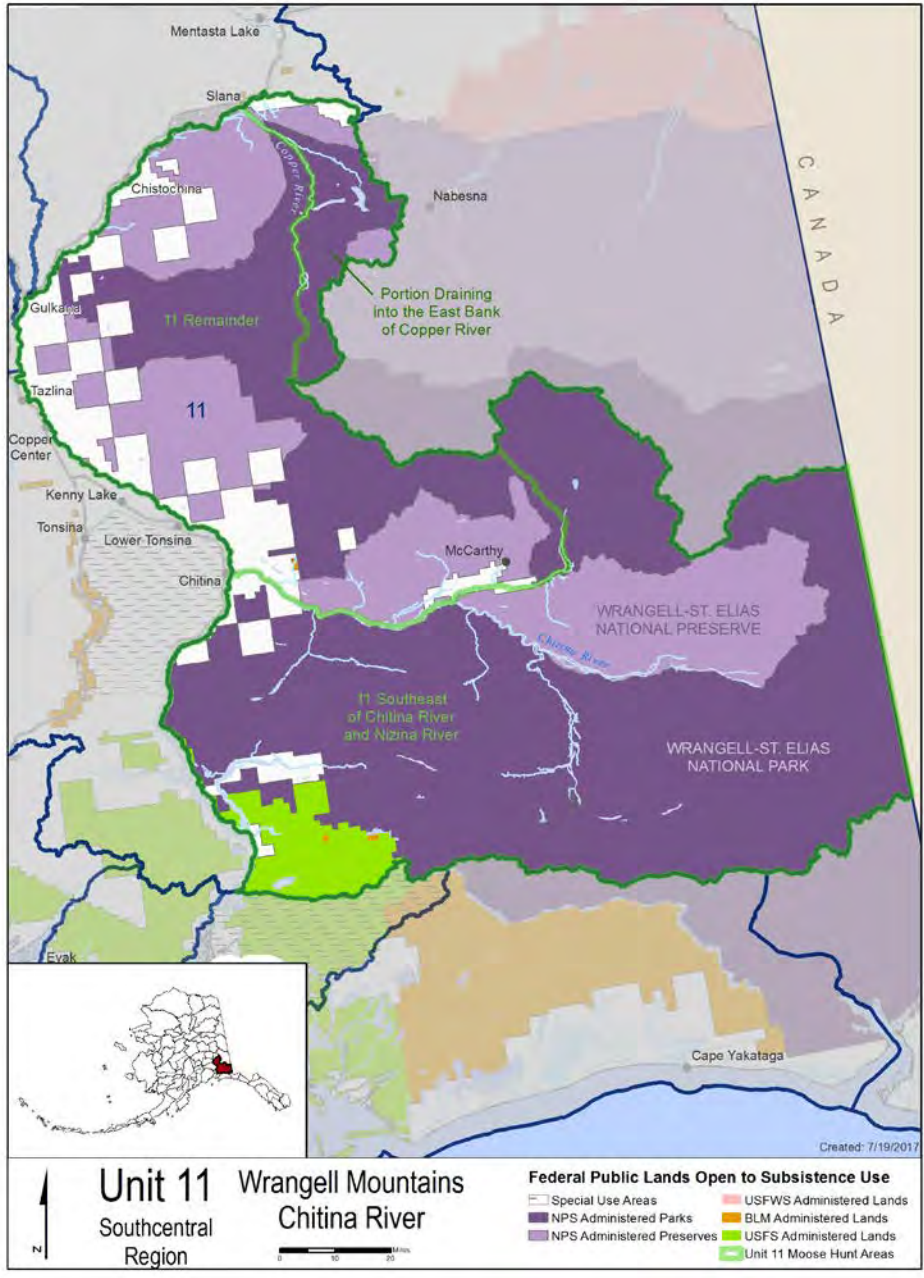 Mentasta Lake
Slana
Copper River
Chistochina
Nabesna
CANADA
Gulkana
Portion Draining
into the East Bank
of Copper River
11 Remainder
Tazlina
11
Copper
Center
Kenny Lake
Tonsina
Lower Tonsina
McCarthy
Chitina
WRANGELL-ST. ELIAS
NATIONAL PRESERVE
Chitina River
11 Southeast
of Chitina River
and Nizina River
WRANGELL-ST. ELIAS
NATIONAL PARK
Eyak
Cape Yakataga
Created: 7/19/2017
N
Unit 11
Southcentral
Region
Wrangell Mountains
Chitina River
0 10 20 Miles
Federal Public Lands Open to Subsistence Use
Special Use Areas
NPS Administered Parks
NPS Administered Preserves
USFWS Administered Lands
BLM Administered Lands
USFS Administered Lands
Unit 11 Moose Hunt Areas